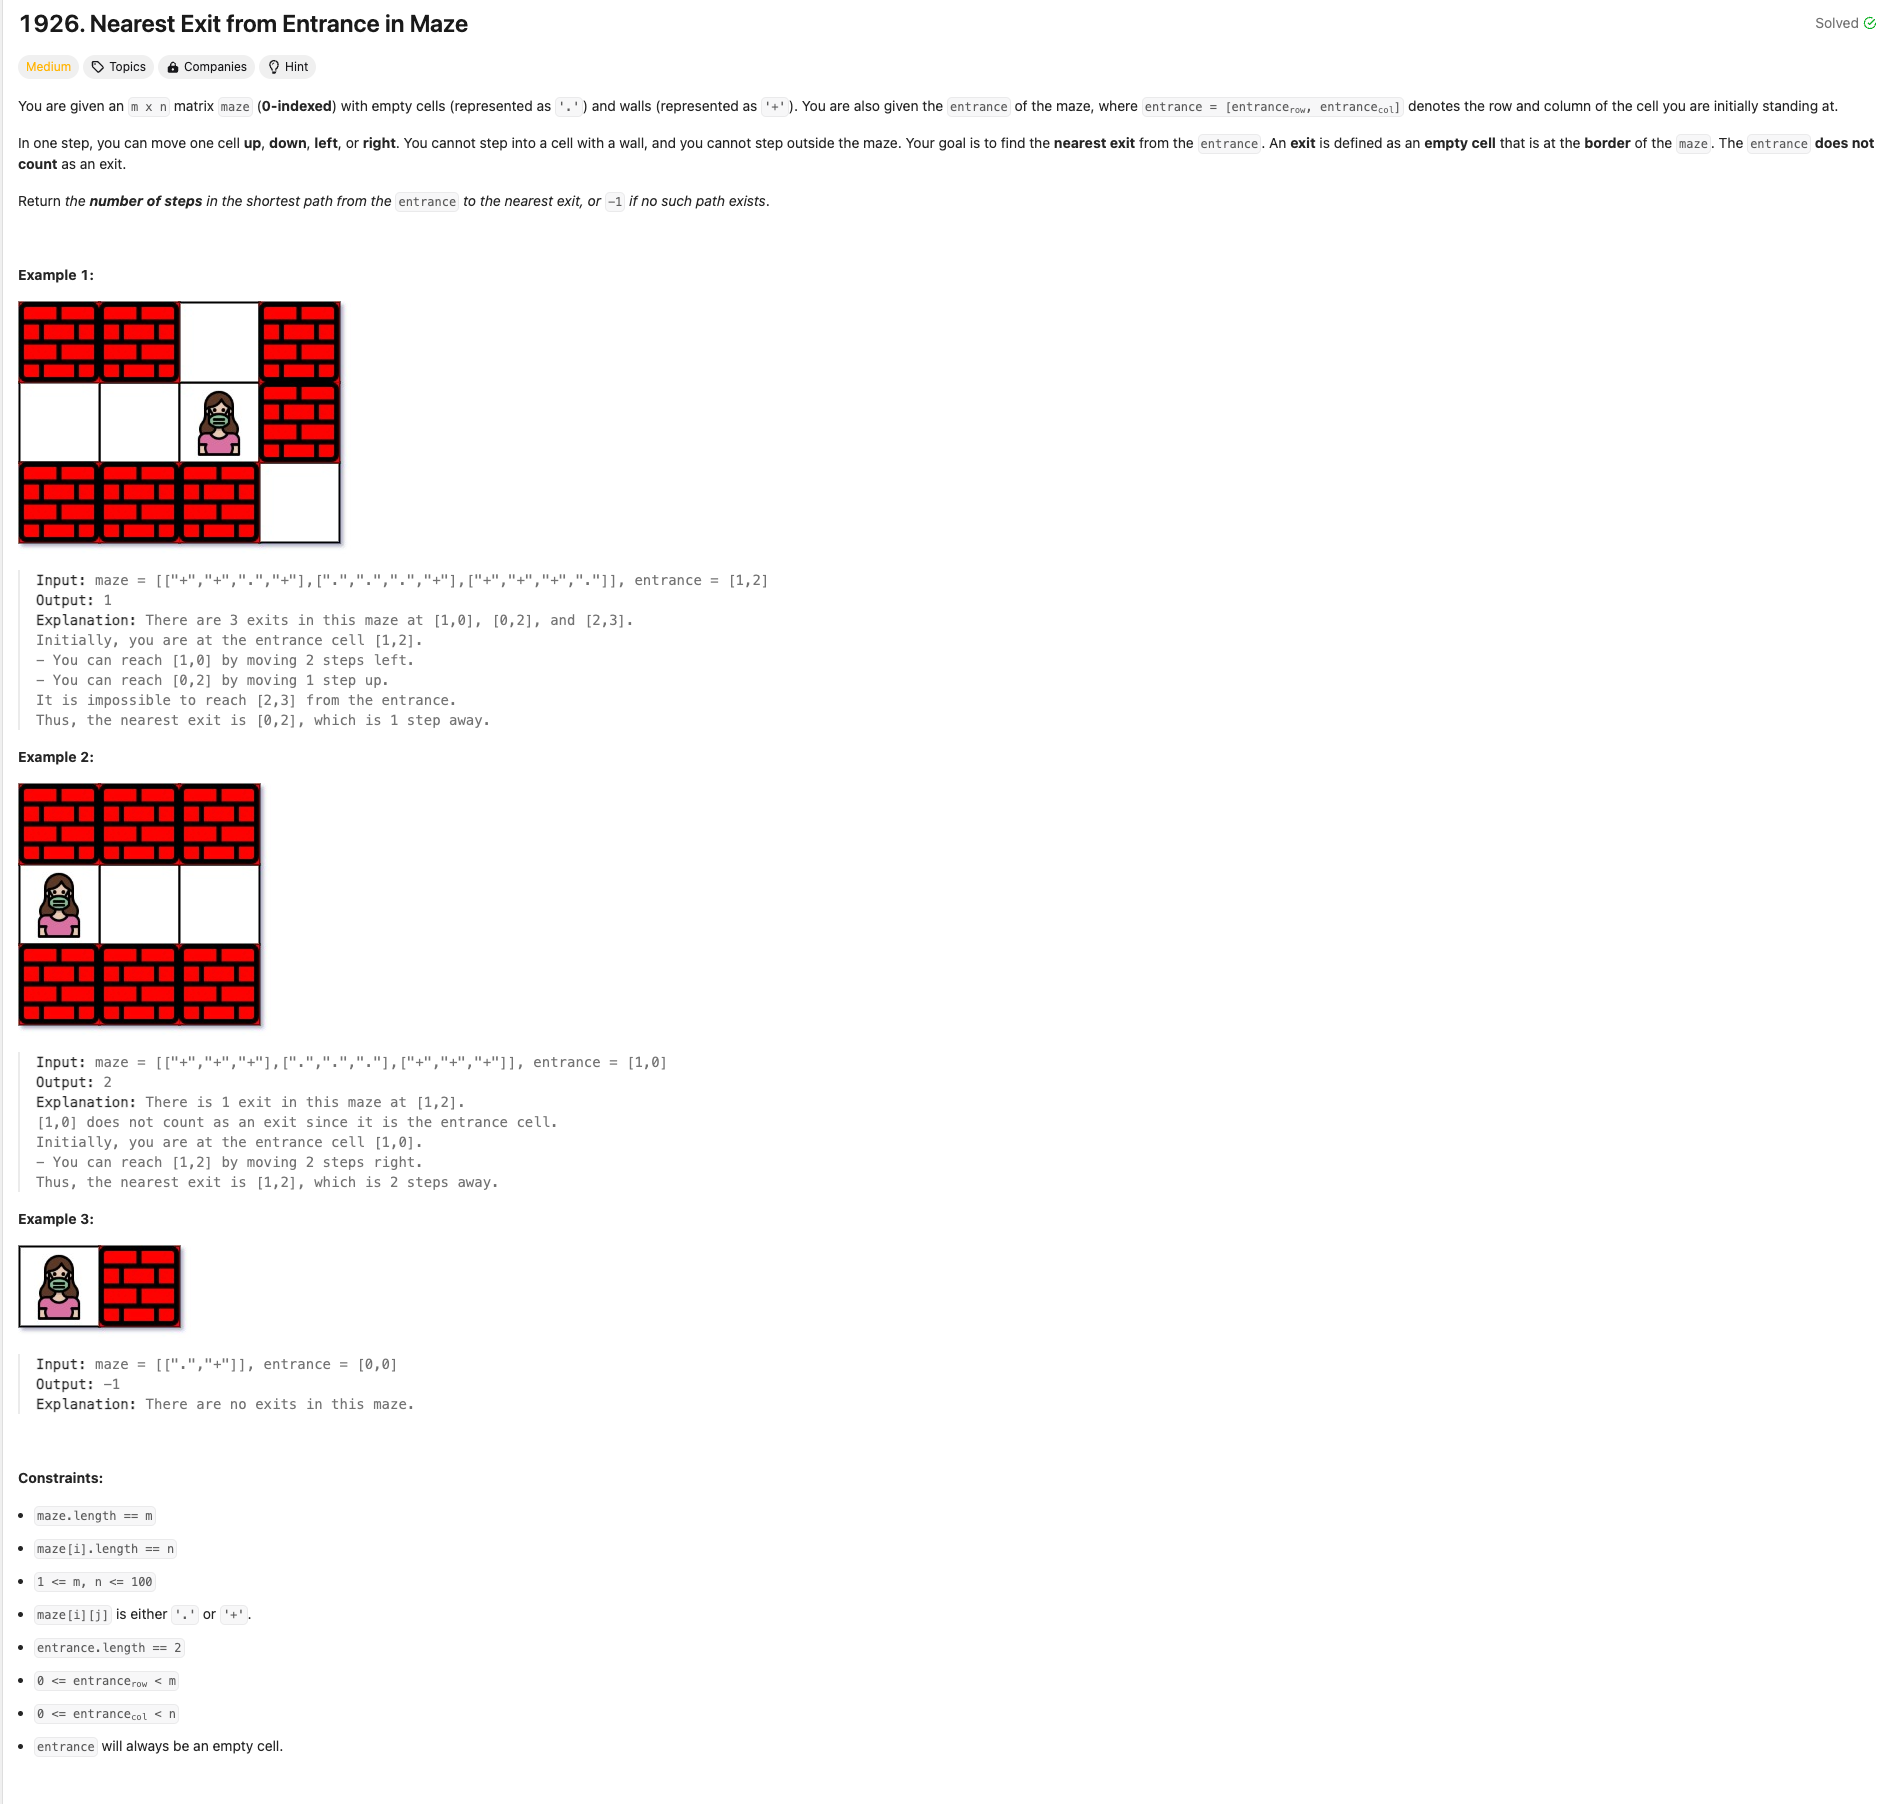 1926. Nearest Exit from Entrance in Maze
Solved
Medium Topics Companies Hint
You are given an m x n matrix maze (0-indexed) with empty cells (represented as '.') and walls (represented as '+'). You are also given the entrance of the maze, where entrance = [entrancerow, entrancecol] denotes the row and column of the cell you are initially standing at.
In one step, you can move one cell up, down, left, or right. You cannot step into a cell with a wall, and you cannot step outside the maze. Your goal is to find the nearest exit from the entrance. An exit is defined as an empty cell that is at the border of the maze. The entrance does not
count as an exit.
Return the number of steps in the shortest path from the entrance to the nearest exit, or -1 if no such path exists.
Example 1:
Input: maze = [["+","+",".","+"],[".",".",".","+"],["+","+","+","."]], entrance = [1,2]
Output: 1
Explanation: There are 3 exits in this maze at [1,0], [0,2], and [2,3].
Initially, you are at the entrance cell [1,2].
- You can reach [1,0] by moving 2 steps left.
- You can reach [0,2] by moving 1 step up.
It is impossible to reach [2,3] from the entrance.
Thus, the nearest exit is [0,2], which is 1 step away.
Example 2:
Input: maze = [["+","+","+"],[".",".","."],["+","+","+"]], entrance = [1,0]
Output: 2
Explanation: There is 1 exit in this maze at [1,2].
[1,0] does not count as an exit since it is the entrance cell.
Initially, you are at the entrance cell [1,0].
- You can reach [1,2] by moving 2 steps right.
Thus, the nearest exit is [1,2], which is 2 steps away.
Example 3:
Input: maze = [[".","+"]], entrance = [0,0]
Output: -1
Explanation: There are no exits in this maze.
Constraints:
• maze.length == m
• maze[i].length == n
• 1 <= m, n <= 100
• maze[i][j] is either '.' or '+'.
• entrance.length == 2
• 0 <= entrancerow < m
• 0 <= entrancecol < n
• entrance will always be an empty cell.